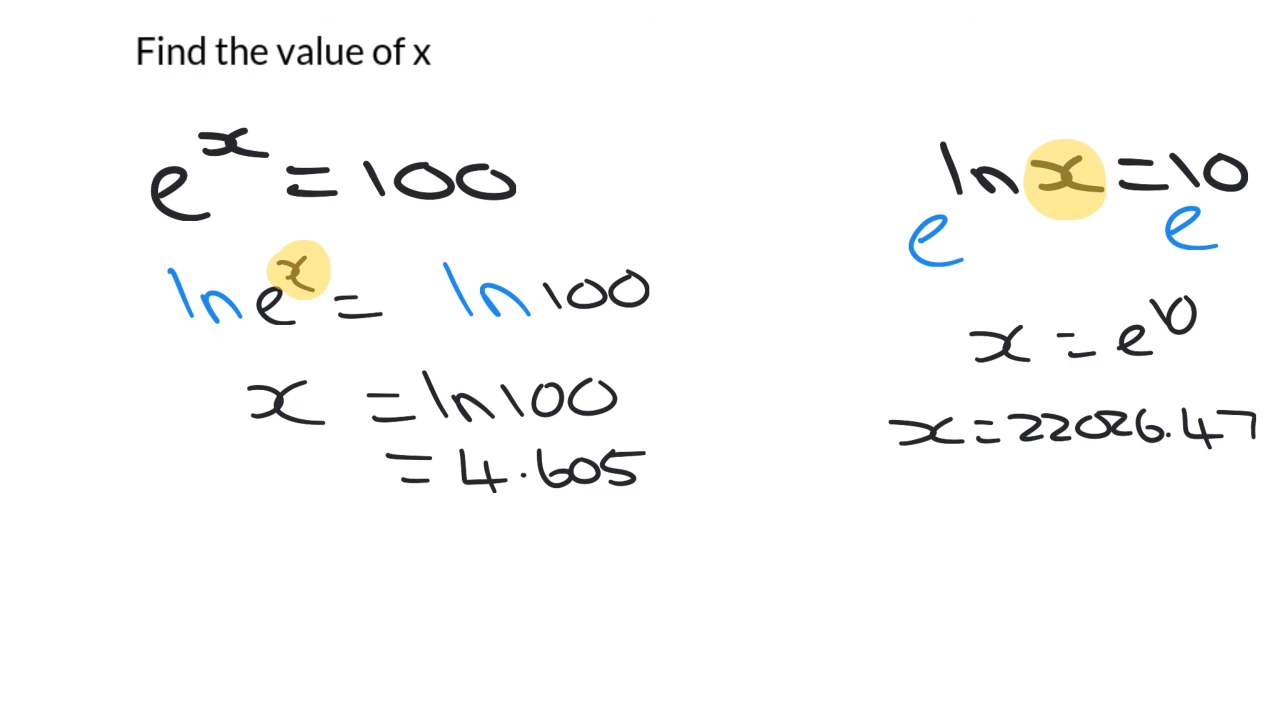 Find the value of x
e^x = 100
ln e^x = ln 100
x = ln 100
= 4.605
ln x = 10
e e
x = e^10
x = 22026.47